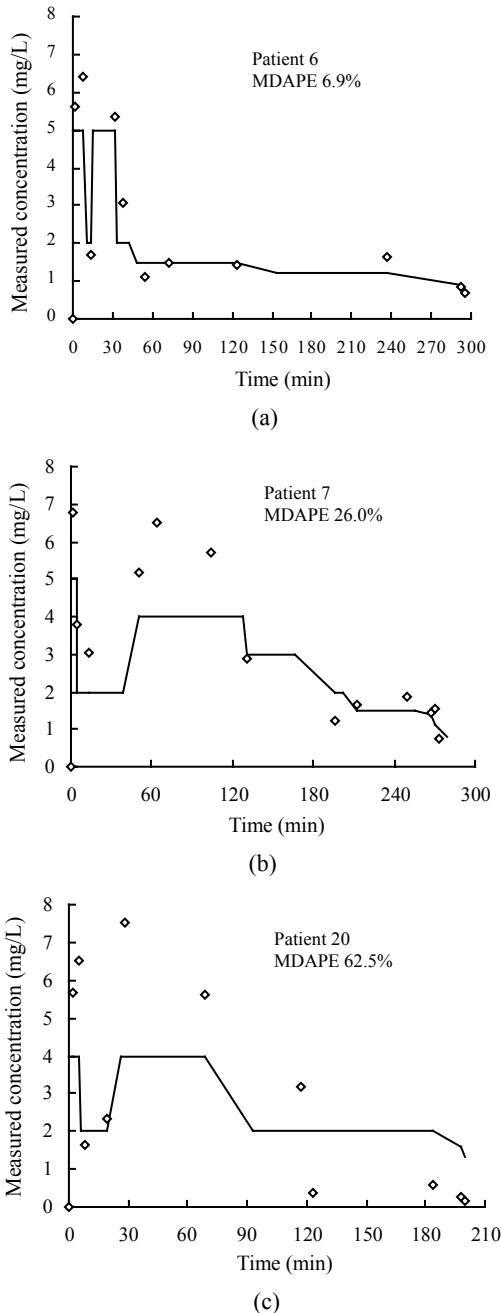 8
7
6
5
4
3
2
1
0
Measured concentration (mg/L)
Patient 6
MDAPE 6.9%
0 30 60 90 120 150 180 210 240 270 300
Time (min)
(a)
8
7
6
5
4
3
2
1
0
Measured concentration (mg/L)
Patient 7
MDAPE 26.0%
0 60 120 180 240 300
Time (min)
(b)
8
7
6
5
4
3
2
1
0
Measured concentration (mg/L)
Patient 20
MDAPE 62.5%
0 30 60 90 120 150 180 210
Time (min)
(c)